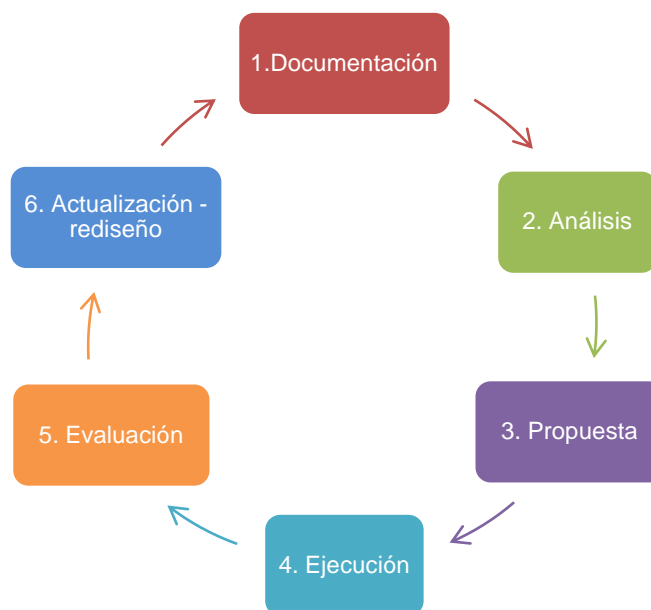 1.Documentación
2. Análisis
3. Propuesta
4. Ejecución
5. Evaluación
6. Actualización -
rediseño